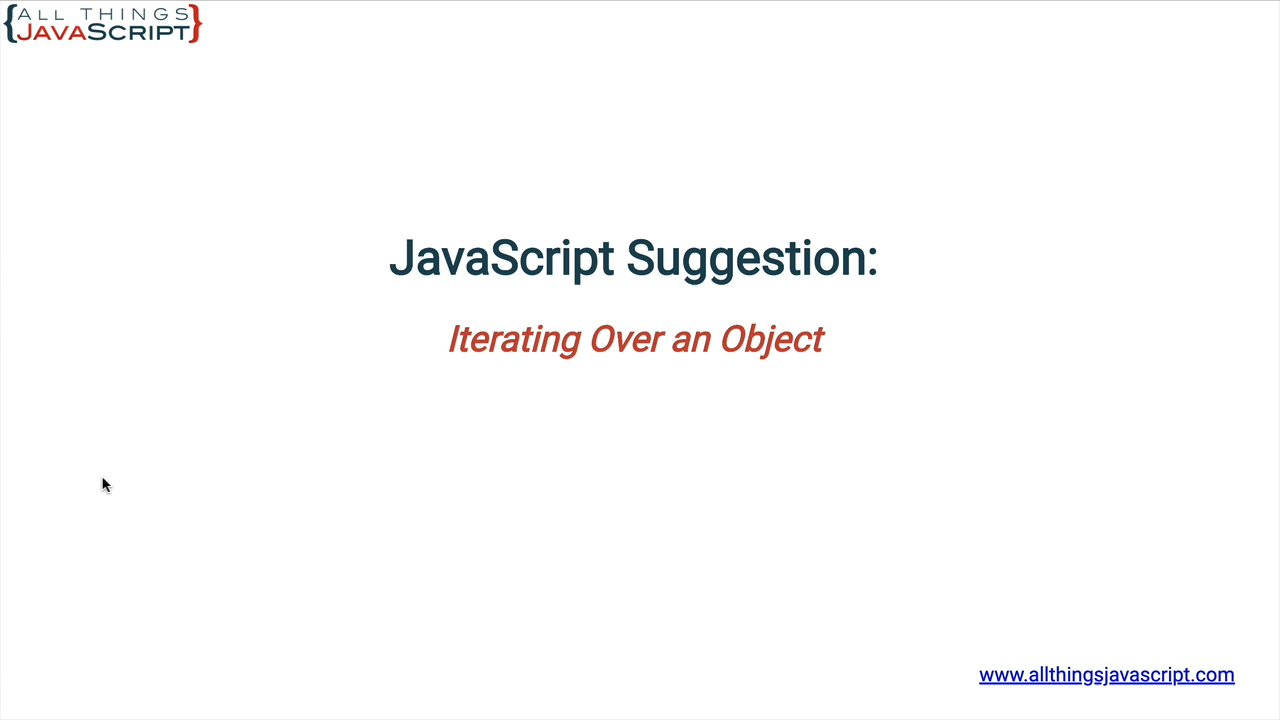 {ALL THINGS
JAVASCRIPT}
JavaScript Suggestion:
Iterating Over an Object
www.allthingsjavascript.com